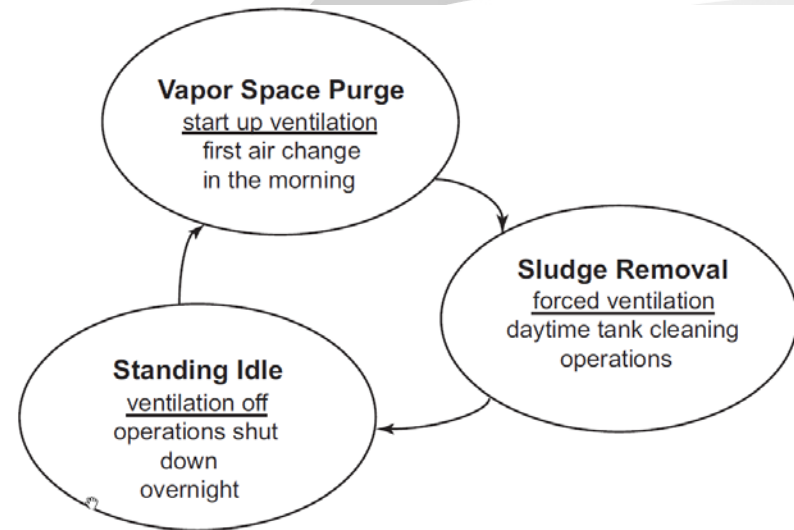 Vapor Space Purge
start up ventilation
first air change
in the morning
Sludge Removal
forced ventilation
daytime tank cleaning
operations
Standing Idle
ventilation off
operations shut
down
overnight